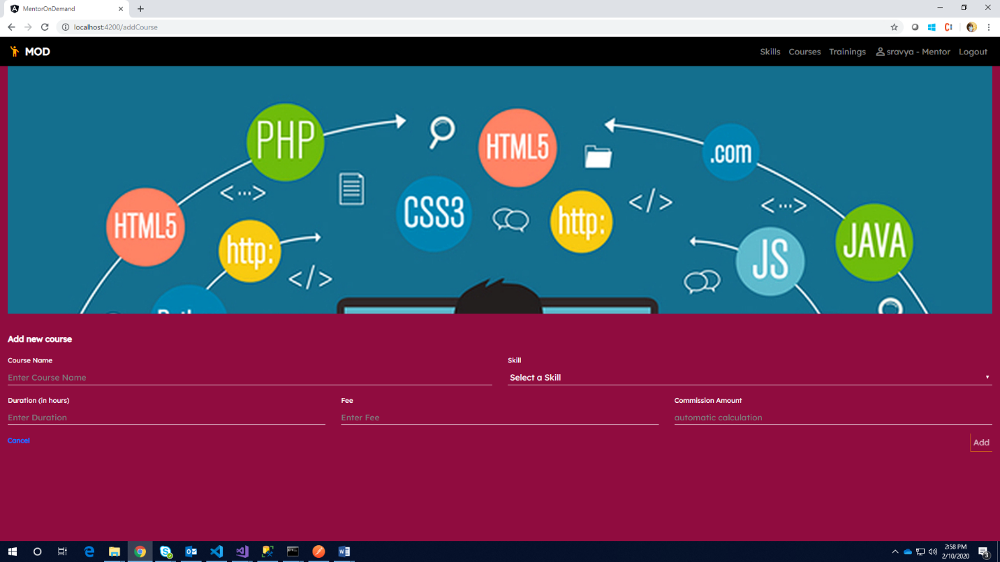 MentorOnDemand
localhost:4200/addCourse
MOD
Skills Courses Trainings sravya - Mentor Logout
PHP
HTML5
.com
CSS3
HTML5
http:
<···>
</>
<···>
http:
JS
JAVA
</>
Add new course
Course Name
Skill
Enter Course Name
Select a Skill
Duration (in hours)
Fee
Commission Amount
Enter Duration
Enter Fee
automatic calculation
Cancel
Add
2:58 PM
2/10/2020
3